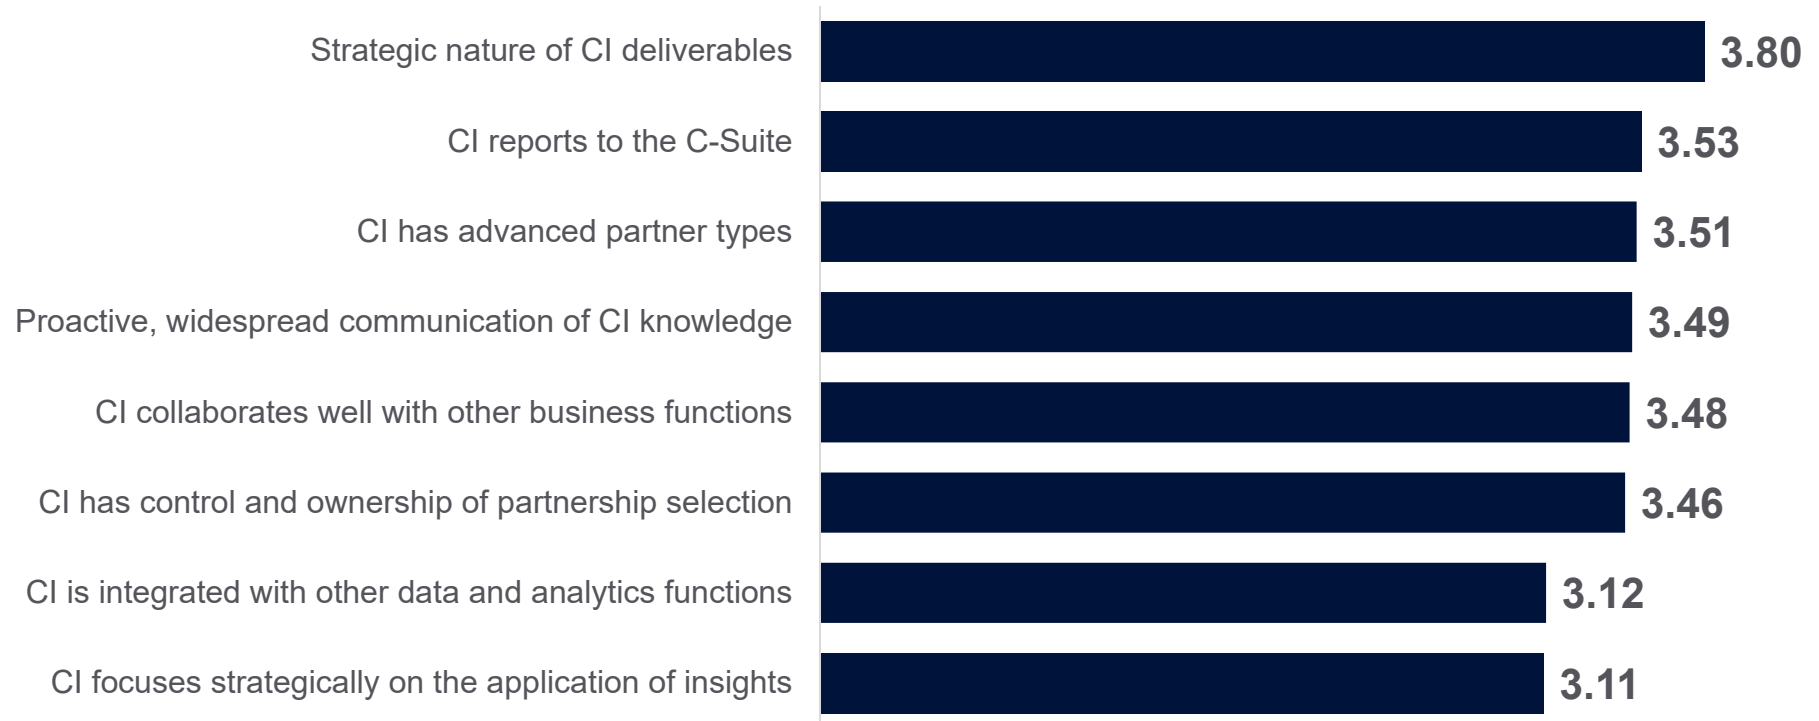 Strategic nature of CI deliverables 3.80
CI reports to the C-Suite 3.53
CI has advanced partner types 3.51
Proactive, widespread communication of CI knowledge 3.49
CI collaborates well with other business functions 3.48
CI has control and ownership of partnership selection 3.46
CI is integrated with other data and analytics functions 3.12
CI focuses strategically on the application of insights 3.11